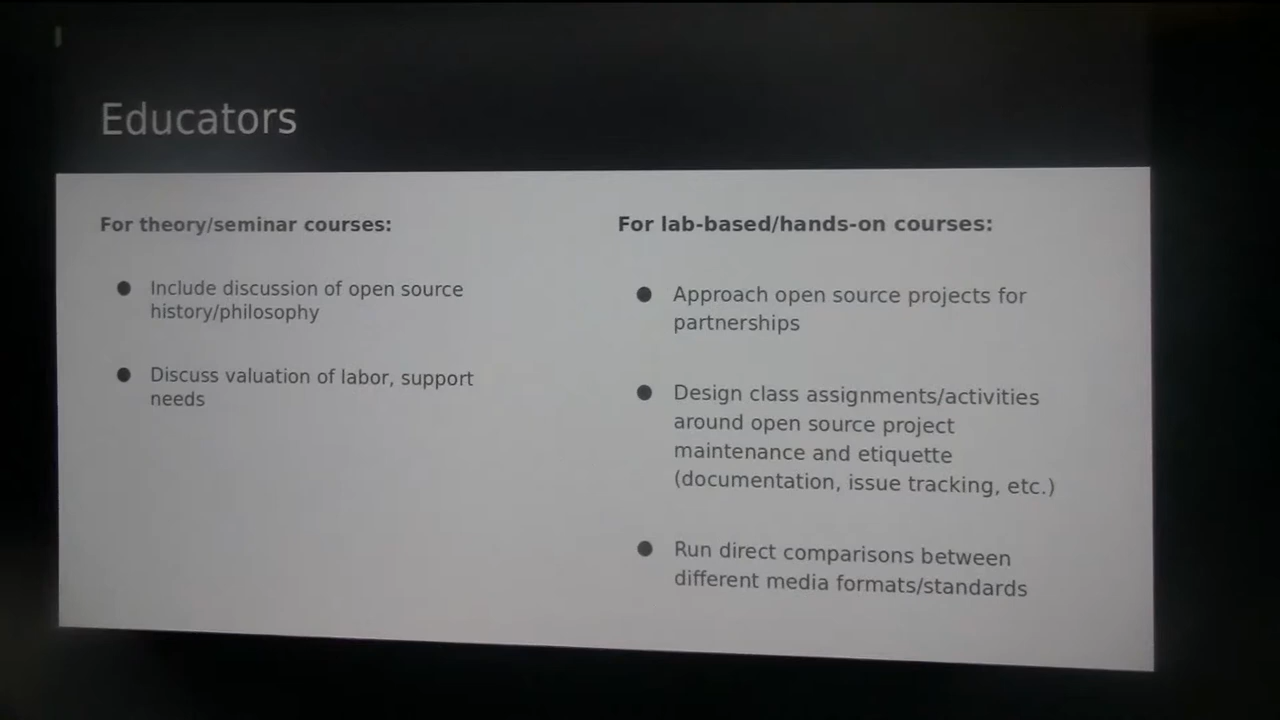 Educators
For theory/seminar courses:
● Include discussion of open source
history/philosophy
● Discuss valuation of labor, support
needs
For lab-based/hands-on courses:
● Approach open source projects for
partnerships
● Design class assignments/activities
around open source project
maintenance and etiquette
(documentation, issue tracking, etc.)
● Run direct comparisons between
different media formats/standards